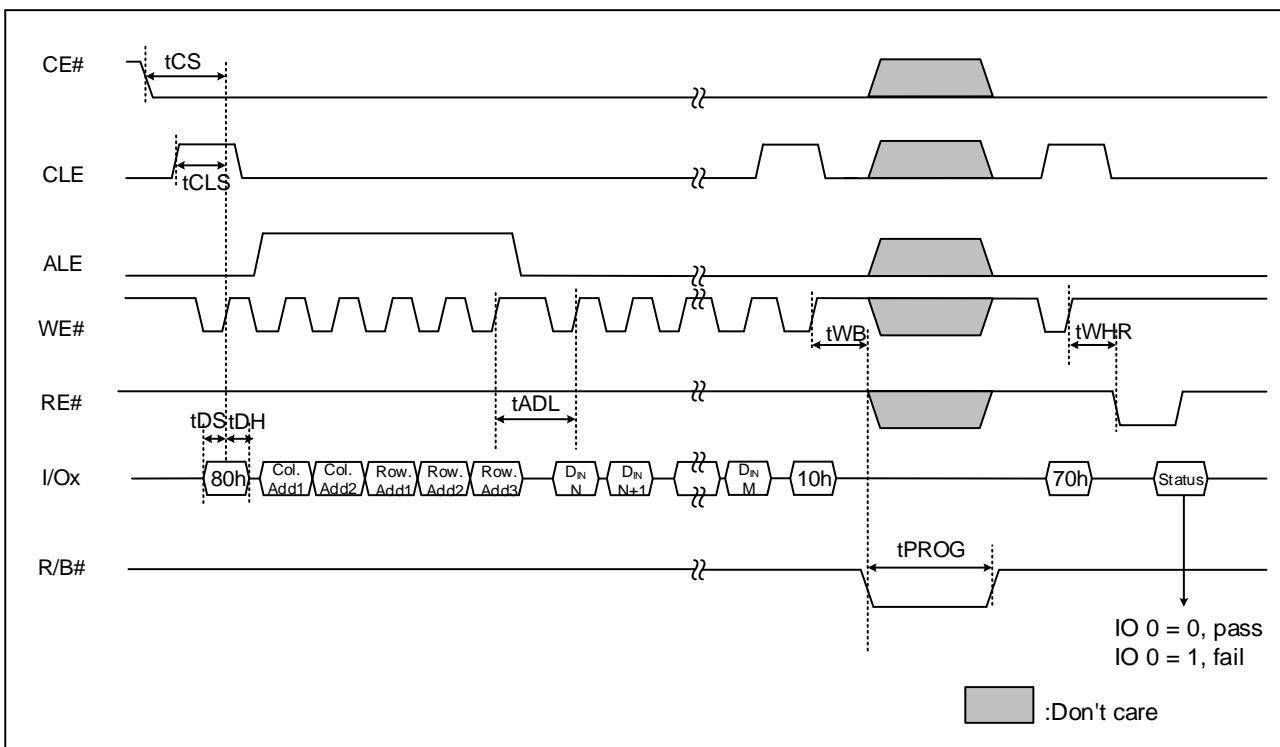 CE#
tCS
CLE
tCLS
ALE
WE#
tWB
tWHR
RE#
tDS
tDH
tADL
I/Ox
80h
Col.
Add1
Col.
Add2
Row.
Add1
Row.
Add2
Row.
Add3
DIN
N
DIN
N+1
DIN
M
10h
70h
Status
R/B#
tPROG
IO 0 = 0, pass
IO 0 = 1, fail
:Don't care